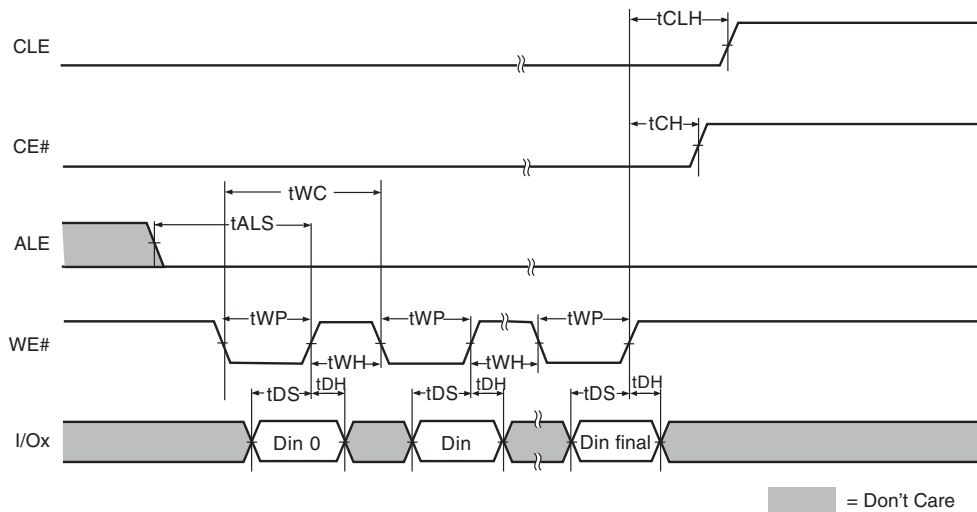 tCLH
CLE
tCH
CE#
tWC
tALS
ALE
tWP tWP tWP
WE#
tWH tWH
tDS tDH tDS tDH tDS tDH
I/Ox Din 0 Din Din final
= Don't Care